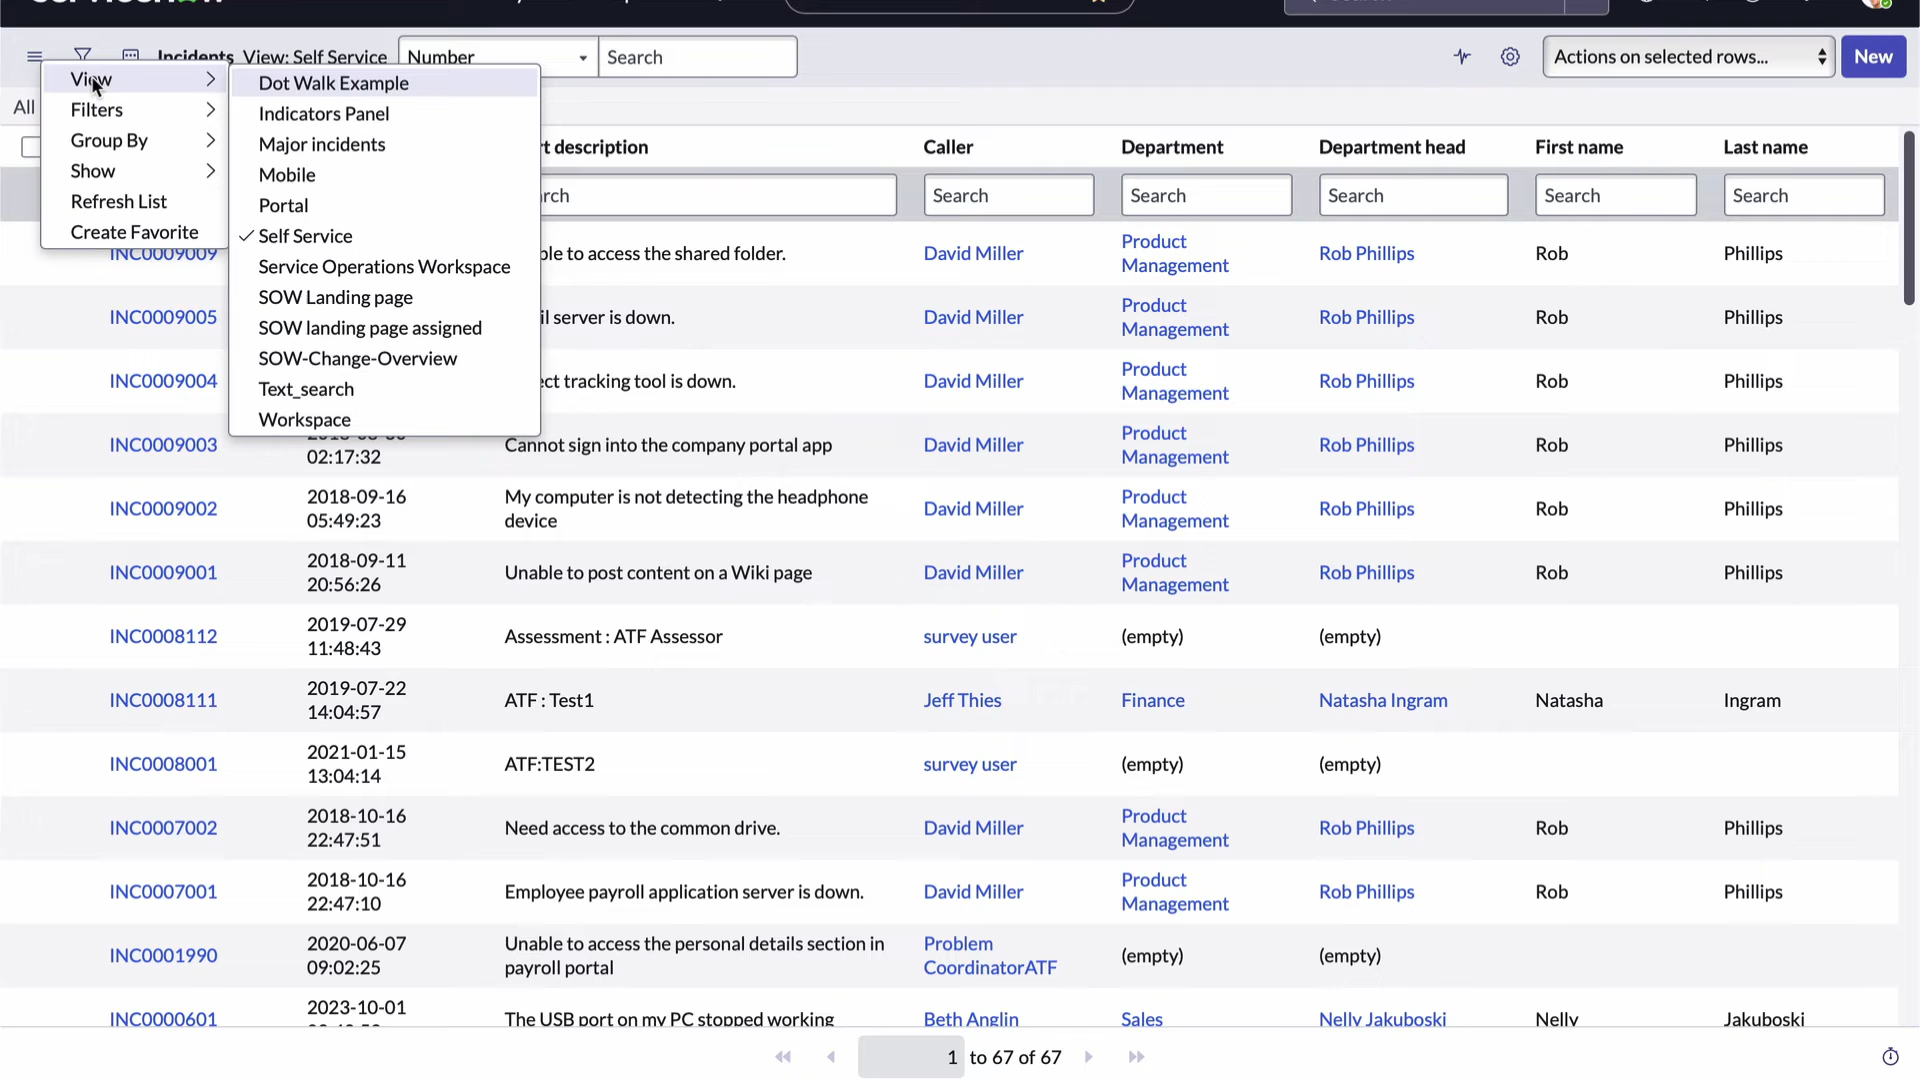 Incidents View: Self Service Number Search Actions on selected rows... New
All
View
Filters
Group By
Show
Refresh List
Create Favorite
Dot Walk Example
Indicators Panel
Major incidents
Mobile
Portal
Self Service
Service Operations Workspace
SOW Landing page
SOW landing page assigned
SOW-Change-Overview
Text_search
Workspace
description Caller Department Department head First name Last name
Search Search Search Search Search
INC0009009 to access the shared folder. David Miller Product Management Rob Phillips Rob Phillips
INC0009005 server is down. David Miller Product Management Rob Phillips Rob Phillips
INC0009004 tracking tool is down. David Miller Product Management Rob Phillips Rob Phillips
INC0009003 02:17:32 Cannot sign into the company portal app David Miller Product Management Rob Phillips Rob Phillips
INC0009002 2018-09-16 05:49:23 My computer is not detecting the headphone device David Miller Product Management Rob Phillips Rob Phillips
INC0009001 2018-09-11 20:56:26 Unable to post content on a Wiki page David Miller Product Management Rob Phillips Rob Phillips
INC0008112 2019-07-29 11:48:43 Assessment : ATF Assessor survey user (empty) (empty)
INC0008111 2019-07-22 14:04:57 ATF : Test1 Jeff Thies Finance Natasha Ingram Natasha Ingram
INC0008001 2021-01-15 13:04:14 ATF:TEST2 survey user (empty) (empty)
INC0007002 2018-10-16 22:47:51 Need access to the common drive. David Miller Product Management Rob Phillips Rob Phillips
INC0007001 2018-10-16 22:47:10 Employee payroll application server is down. David Miller Product Management Rob Phillips Rob Phillips
INC0001990 2020-06-07 09:02:25 Unable to access the personal details section in payroll portal Problem CoordinatorATF (empty) (empty)
INC0000601 2023-10-01 The USB port on my PC stopped working Beth Anglin Sales Nelly Jakuboski Nelly Jakuboski
1 to 67 of 67